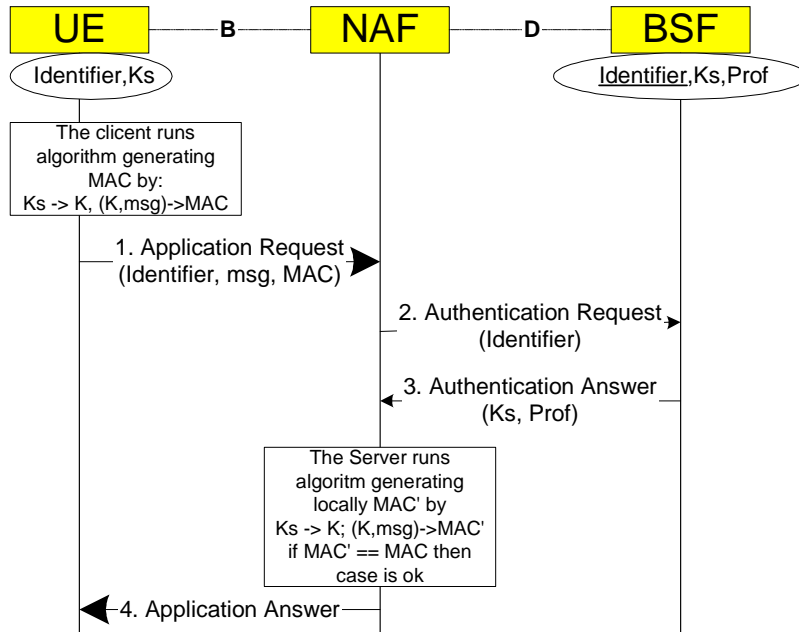 UE
B
NAF
D
BSF
Identifier,Ks
Identifier,Ks,Prof
The clicent runs
algorithm generating
MAC by:
Ks -> K, (K,msg)->MAC
1. Application Request
(Identifier, msg, MAC)
2. Authentication Request
(Identifier)
3. Authentication Answer
(Ks, Prof)
The Server runs
algoritm generating
locally MAC' by
Ks -> K; (K,msg)->MAC'
if MAC' == MAC then
case is ok
4. Application Answer